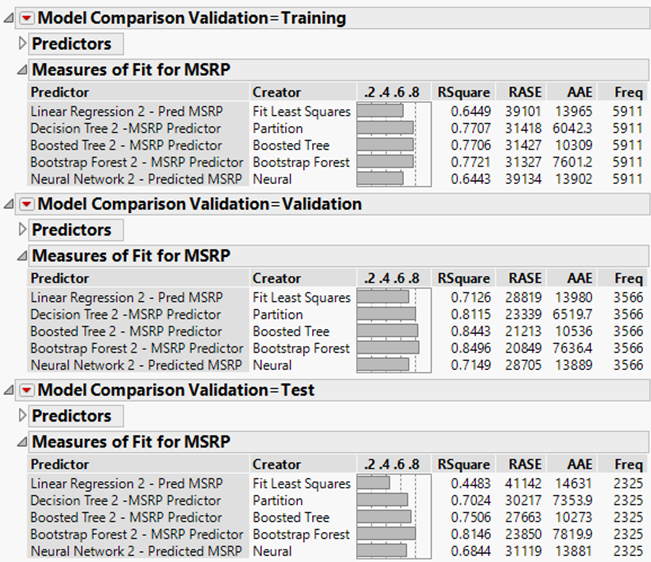 Model Comparison Validation=Training
Predictors
Measures of Fit for MSRP
Predictor Creator .2 .4 .6 .8 RSquare RASE AAE Freq
Linear Regression 2 - Pred MSRP Fit Least Squares 0.6449 39101 13965 5911
Decision Tree 2 -MSRP Predictor Partition 0.7707 31418 6042.3 5911
Boosted Tree 2 - MSRP Predictor Boosted Tree 0.7706 31427 10309 5911
Bootstrap Forest 2 - MSRP Predictor Bootstrap Forest 0.7721 31327 7601.2 5911
Neural Network 2 - Predicted MSRP Neural 0.6443 39134 13902 5911
Model Comparison Validation=Validation
Predictors
Measures of Fit for MSRP
Predictor Creator .2 .4 .6 .8 RSquare RASE AAE Freq
Linear Regression 2 - Pred MSRP Fit Least Squares 0.7126 28819 13980 3566
Decision Tree 2 -MSRP Predictor Partition 0.8115 23339 6519.7 3566
Boosted Tree 2 - MSRP Predictor Boosted Tree 0.8443 21213 10536 3566
Bootstrap Forest 2 - MSRP Predictor Bootstrap Forest 0.8496 20849 7636.4 3566
Neural Network 2 - Predicted MSRP Neural 0.7149 28705 13889 3566
Model Comparison Validation=Test
Predictors
Measures of Fit for MSRP
Predictor Creator .2 .4 .6 .8 RSquare RASE AAE Freq
Linear Regression 2 - Pred MSRP Fit Least Squares 0.4483 41142 14631 2325
Decision Tree 2 -MSRP Predictor Partition 0.7024 30217 7353.9 2325
Boosted Tree 2 - MSRP Predictor Boosted Tree 0.7506 27663 10273 2325
Bootstrap Forest 2 - MSRP Predictor Bootstrap Forest 0.8146 23850 7819.9 2325
Neural Network 2 - Predicted MSRP Neural 0.6844 31119 13881 2325